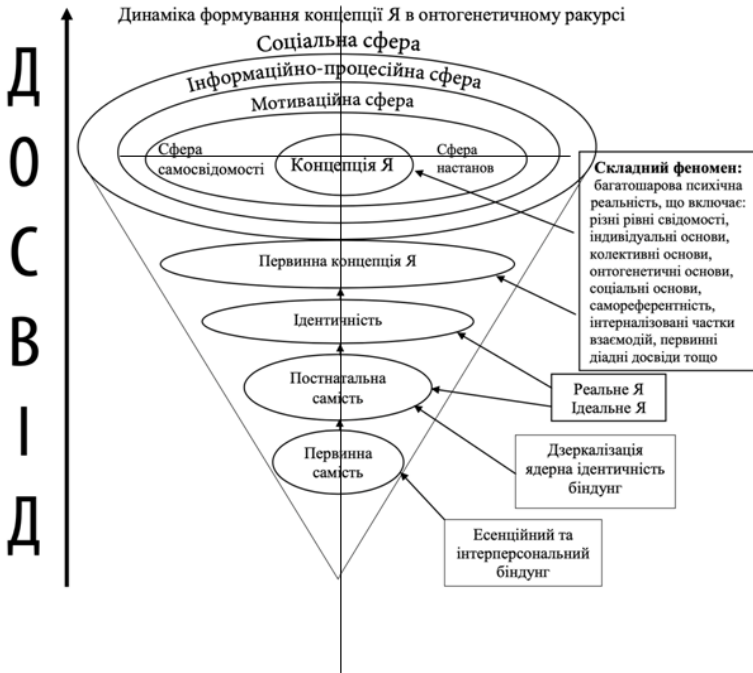 Динаміка формування концепції Я в онтогенетичному ракурсі
ДОСВІД
Соціальна сфера
Інформаційно-процесійна сфера
Мотиваційна сфера
Сфера
самосвідомості
Концепція Я
Сфера
настанов
Складний феномен:
багатошарова психічна
реальність, що включає:
різні рівні свідомості,
індивідуальні основи,
колективні основи,
онтогенетичні основи,
соціальні основи,
самореферентність,
інтерналізовані частки
взаємодій, первинні
діадні досвіди тощо
Первинна концепція Я
Ідентичність
Постнатальна
самість
Реальне Я
Ідеальне Я
Первинна
самість
Дзеркалізація
ядерна ідентичність
біндунг
Есенційний та
інтерперсональний
біндунг